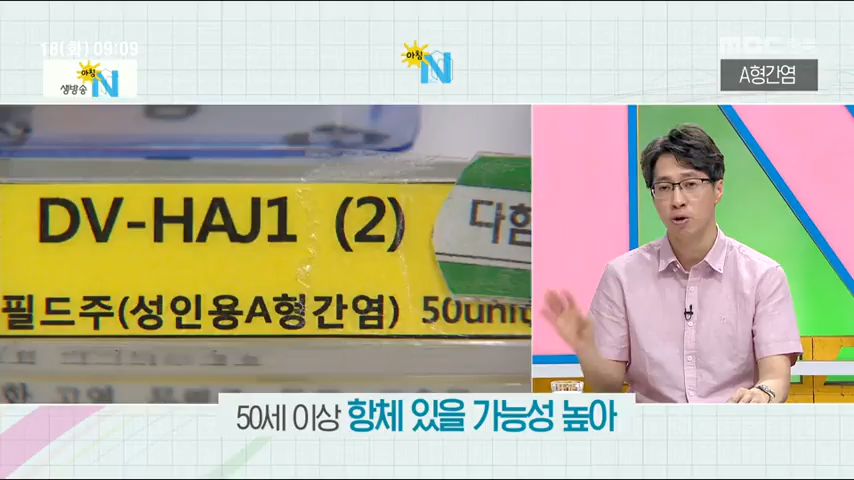 18(화) 09:09
아침
생방송 N
아침
N
MBC 충북
A형간염
DV-HAJ1 (2)
다함
필드주(성인용A형간염) 50unit
50세 이상 항체 있을 가능성 높아